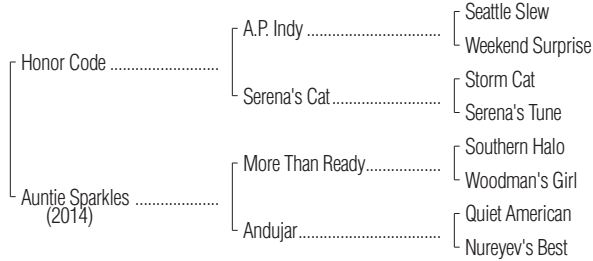 Seattle Slew
A.P. Indy
Weekend Surprise
Honor Code
Storm Cat
Serena's Cat
Serena's Tune
Southern Halo
More Than Ready
Woodman's Girl
Auntie Sparkles
(2014)
Quiet American
Andujar
Nureyev's Best